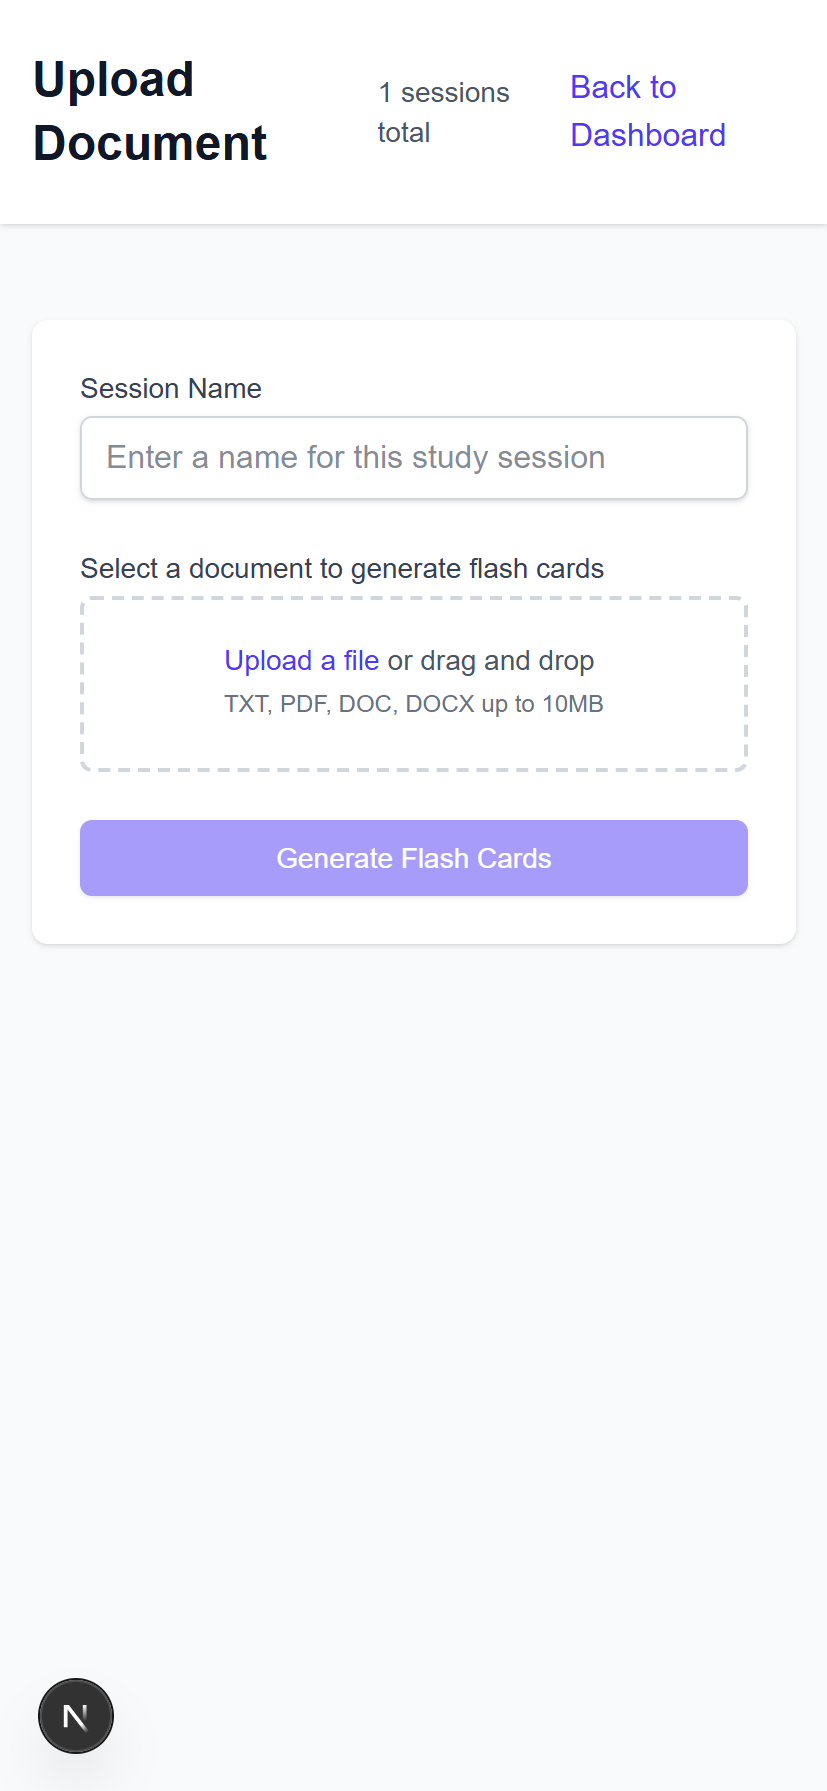 Upload
Document
1 sessions
total
Back to
Dashboard
Session Name
Enter a name for this study session
Select a document to generate flash cards
Upload a file or drag and drop
TXT, PDF, DOC, DOCX up to 10MB
Generate Flash Cards
N